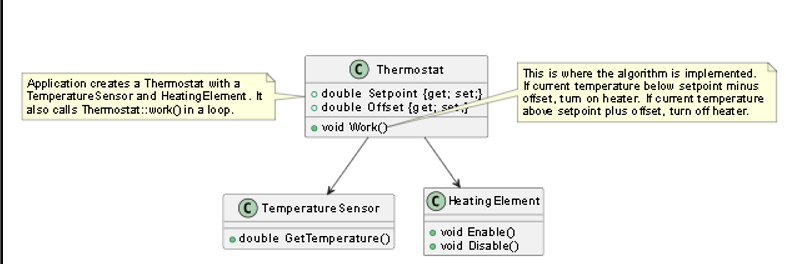 Application creates a Thermostat with a
TemperatureSensor and HeatingElement. It
also calls Thermostat::work() in a loop.
C Thermostat
double Setpoint {get; set;}
double Offset {get; set;}
void Work()
This is where the algorithm is implemented.
If current temperature below setpoint minus
offset, turn on heater. If current temperature
above setpoint plus offset, turn off heater.
C TemperatureSensor
double GetTemperature()
C HeatingElement
void Enable()
void Disable()